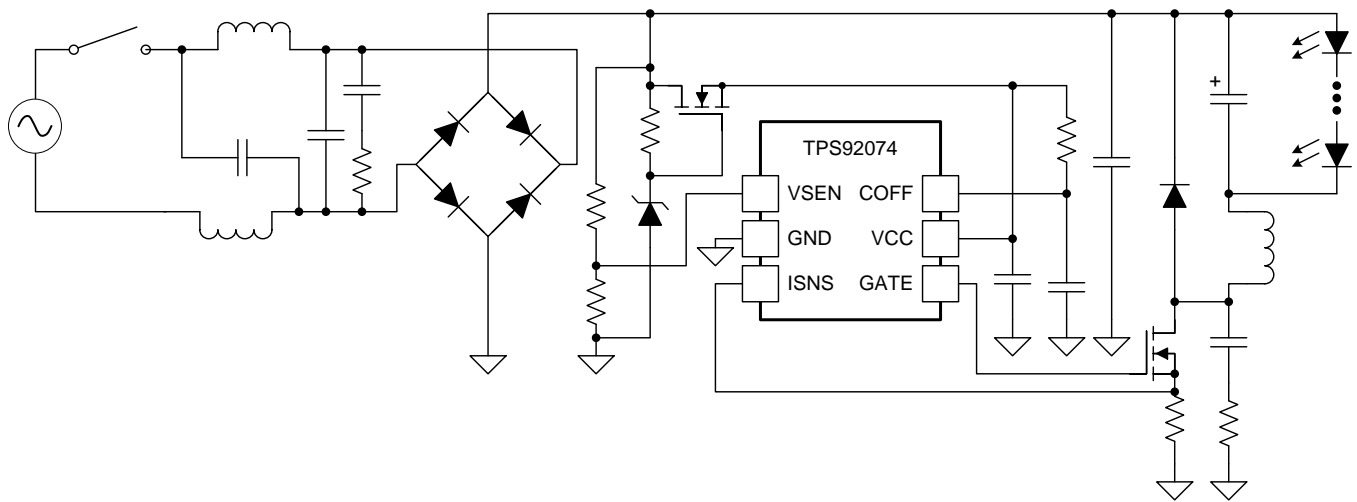 +
TPS92074
VSEN COFF
GND VCC
ISNS GATE